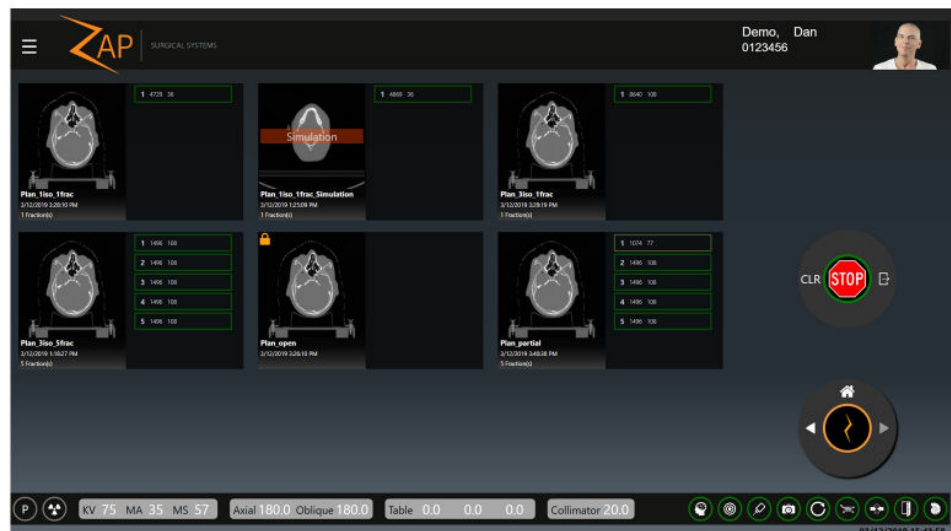 ZAP SURGICAL SYSTEMS
Demo, Dan
0123456
1 4729 36
Plan_1iso_1frac
3/12/2019 3:28:10 PM
1 Fraction(s)
1 4869 36
Simulation
Plan_1iso_1frac_Simulation
3/12/2019 1:25:09 PM
1 Fraction(s)
1 3640 108
Plan_3iso_1frac
3/12/2019 3:29:19 PM
1 Fraction(s)
1 1496 108
2 1496 108
3 1496 108
4 1496 108
5 1496 108
Plan_3iso_5frac
3/12/2019 1:18:27 PM
5 Fraction(s)
Plan_open
3/12/2019 3:26:10 PM
1 1074 77
2 1496 108
3 1496 108
4 1496 108
5 1496 108
Plan_partial
3/12/2019 3:40:38 PM
5 Fraction(s)
CLR STOP
P KV 75 MA 35 MS 57 Axial 180.0 Oblique 180.0 Table 0.0 0.0 0.0 Collimator 20.0